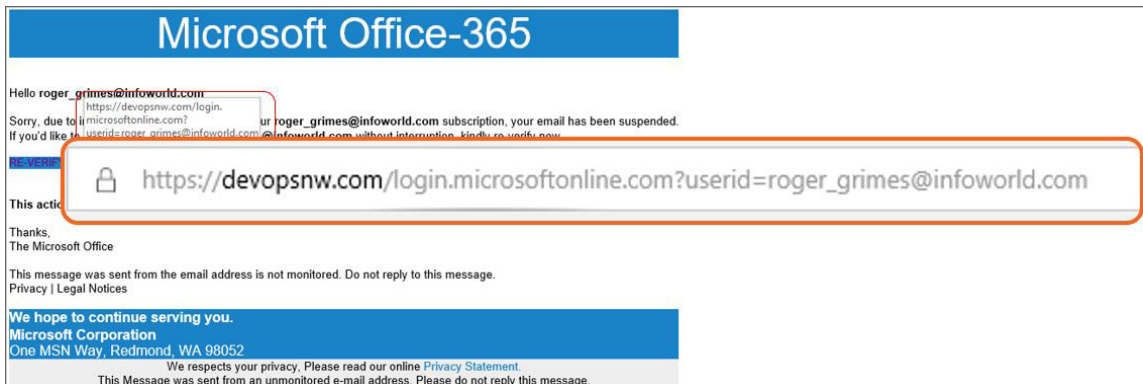 Microsoft Office-365
Hello roger_grimes@infoworld.com
https://devopsnw.com/login.
microsoftonline.com?
userid=roger_grimes@infoworld.com
Sorry, due to ur roger_grimes@infoworld.com subscription, your email has been suspended.
If you'd like @infoworld.com without interruption, kindly re-verify now
RE-VERIFY
https://devopsnw.com/login.microsoftonline.com?userid=roger_grimes@infoworld.com
This
Thanks,
The Microsoft Office
This message was sent from the email address is not monitored. Do not reply to this message.
Privacy | Legal Notices
We hope to continue serving you.
Microsoft Corporation
One MSN Way, Redmond, WA 98052
We respects your privacy, Please read our online Privacy Statement.
This Message was sent from an unmonitored e-mail address. Please do not reply this message.